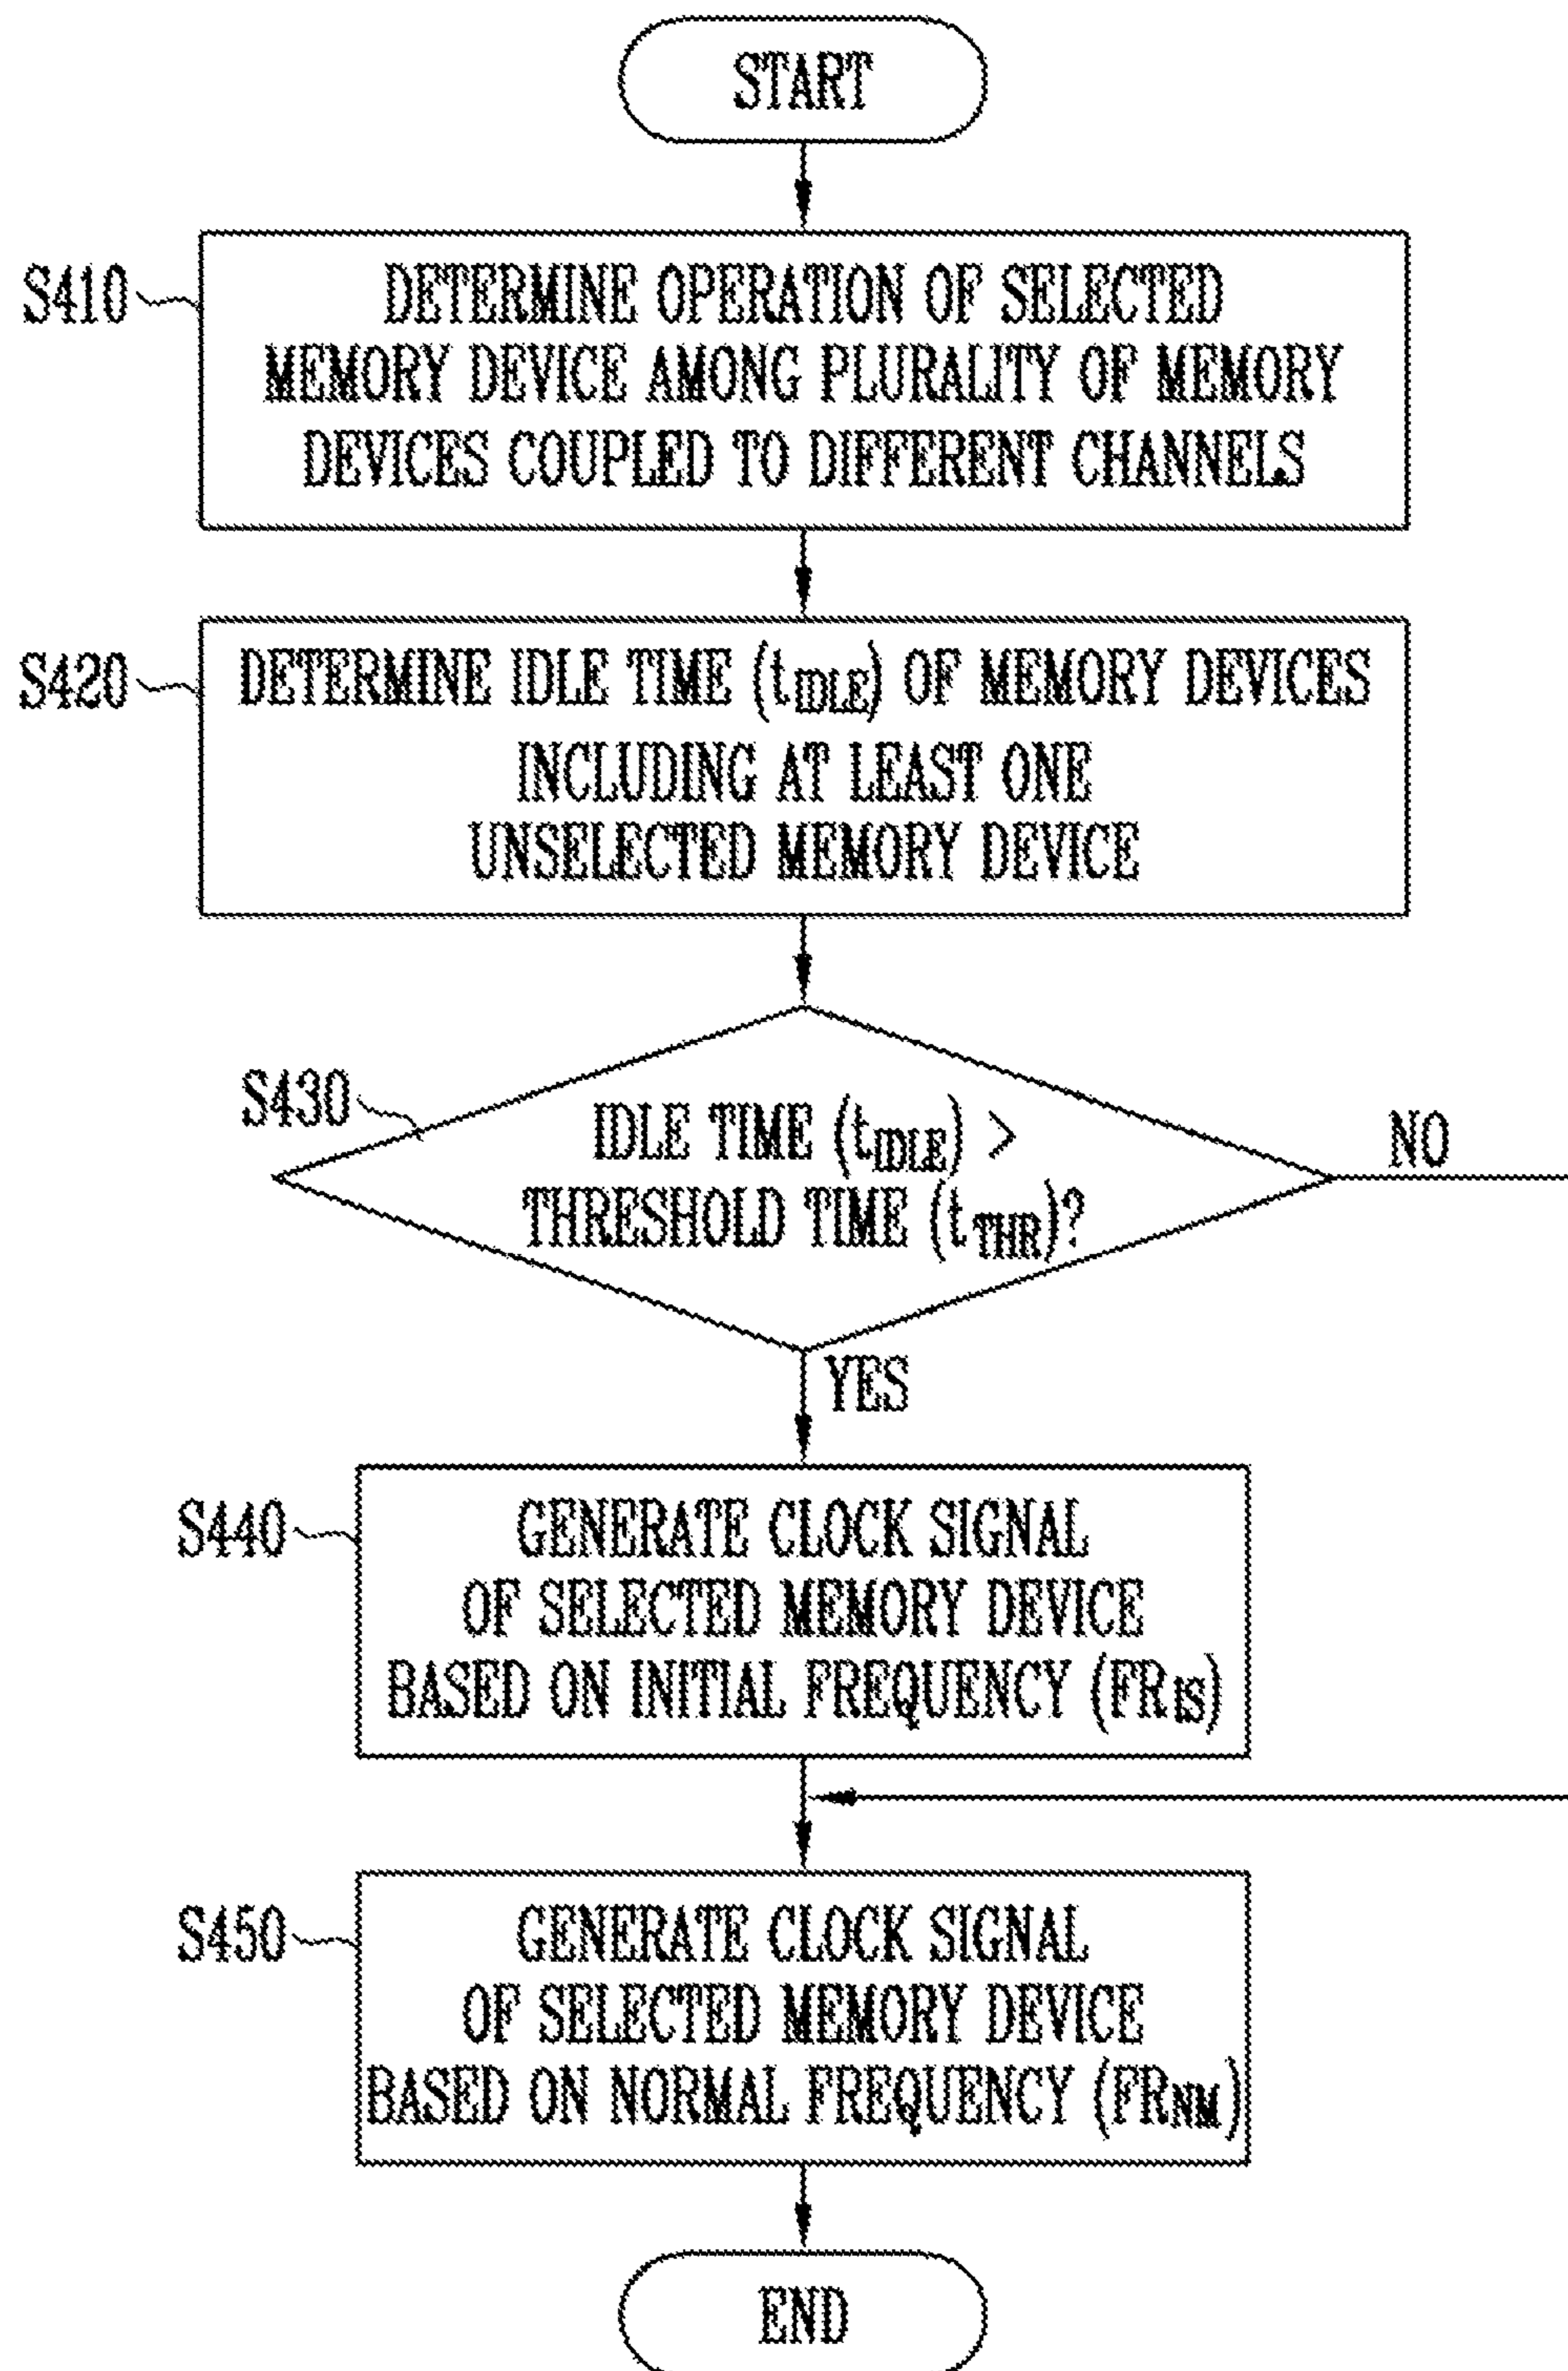 START
S410
DETERMINE OPERATION OF SELECTED
MEMORY DEVICE AMONG PLURALITY OF MEMORY
DEVICES COUPLED TO DIFFERENT CHANNELS
S420
DETERMINE IDLE TIME (tIDLE) OF MEMORY DEVICES
INCLUDING AT LEAST ONE
UNSELECTED MEMORY DEVICE
S430
IDLE TIME (tIDLE) >
THRESHOLD TIME (tTHR)?
NO
YES
S440
GENERATE CLOCK SIGNAL
OF SELECTED MEMORY DEVICE
BASED ON INITIAL FREQUENCY (FRIS)
S450
GENERATE CLOCK SIGNAL
OF SELECTED MEMORY DEVICE
BASED ON NORMAL FREQUENCY (FRNM)
END